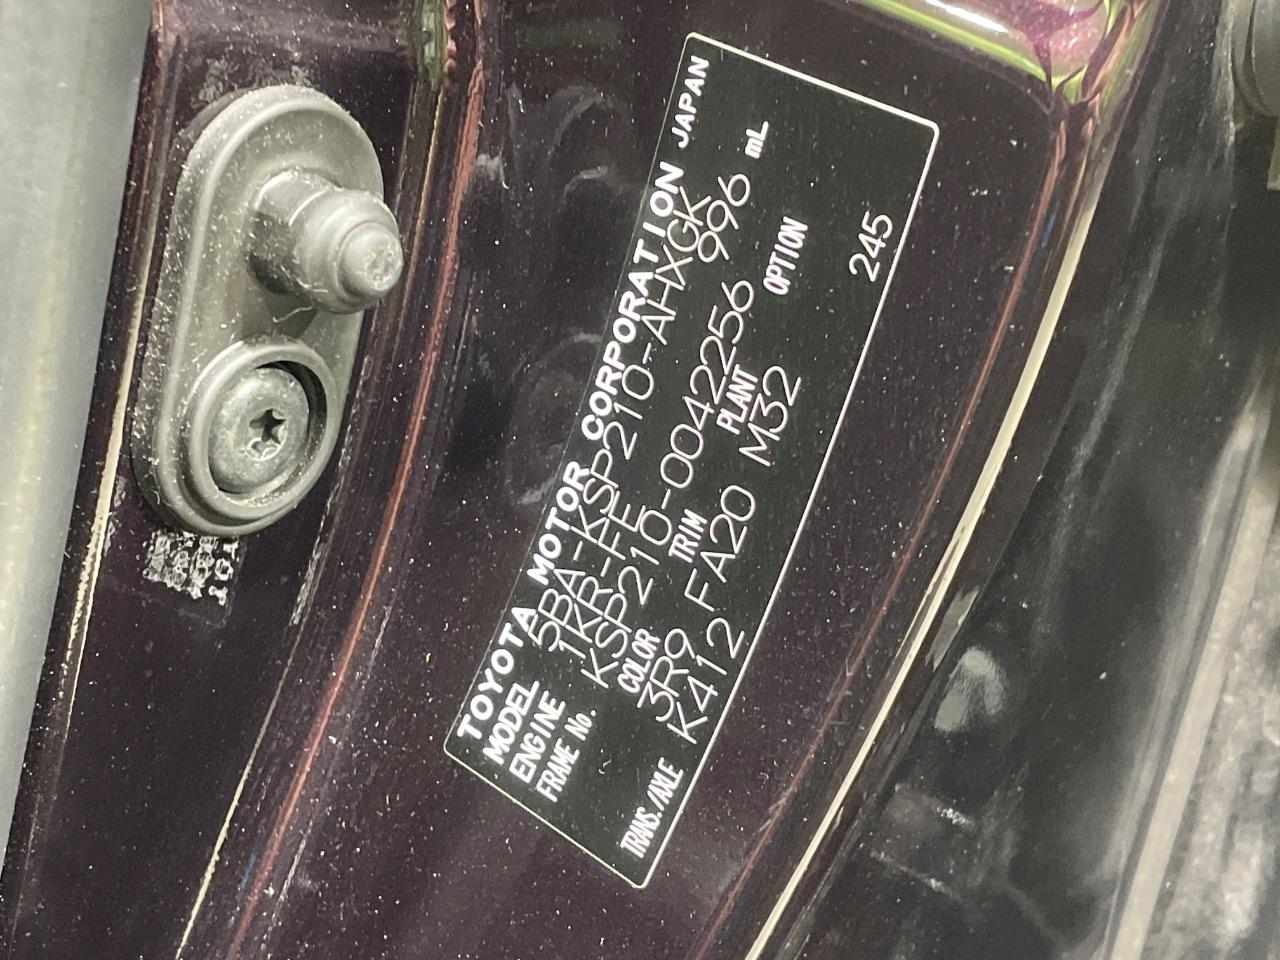 TOYOTA MOTOR CORPORATION JAPAN
MODEL 5BA-KSP210-AHXGK
ENGINE 1KR-FE 996 mL
FRAME No. KSP210-0042256
COLOR TRIM PLANT OPTION
3R9 FA20 M32
TRANS./AXLE K412 245